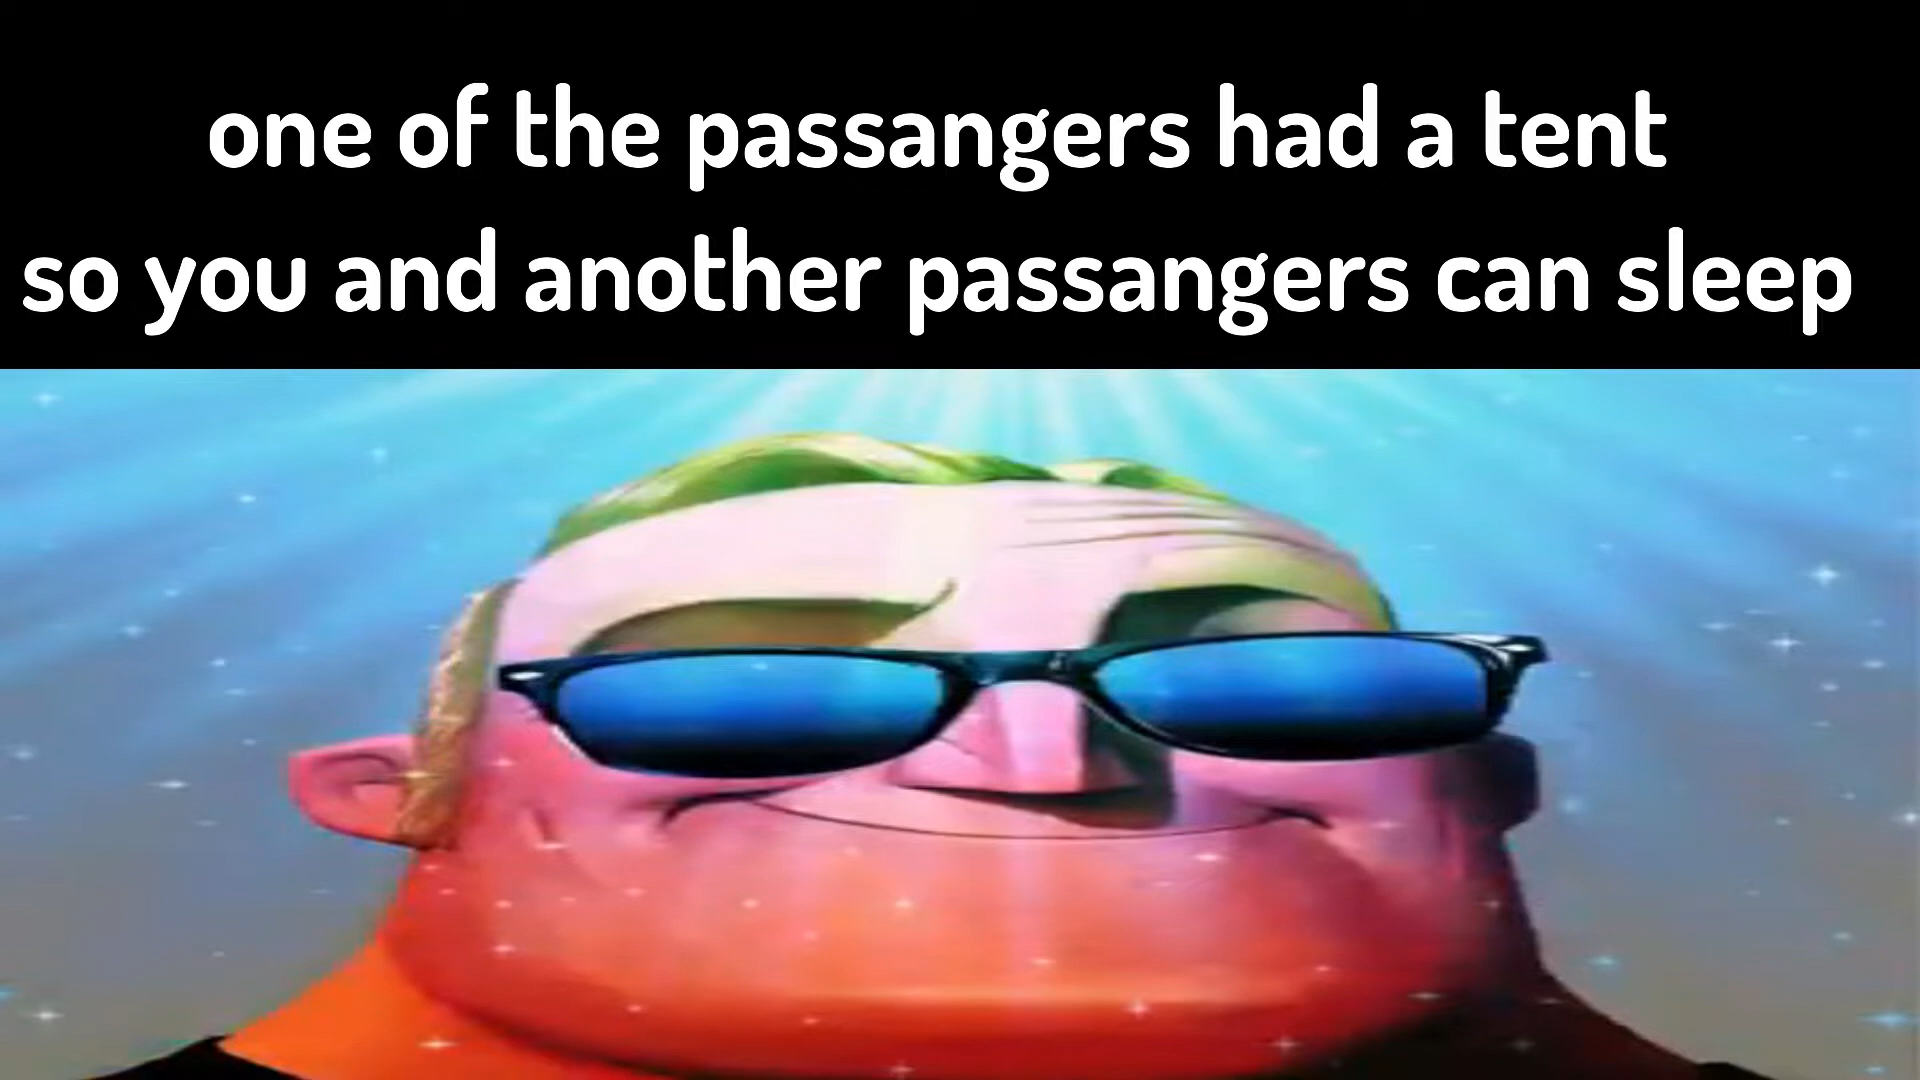 one of the passangers had a tent
so you and another passangers can sleep